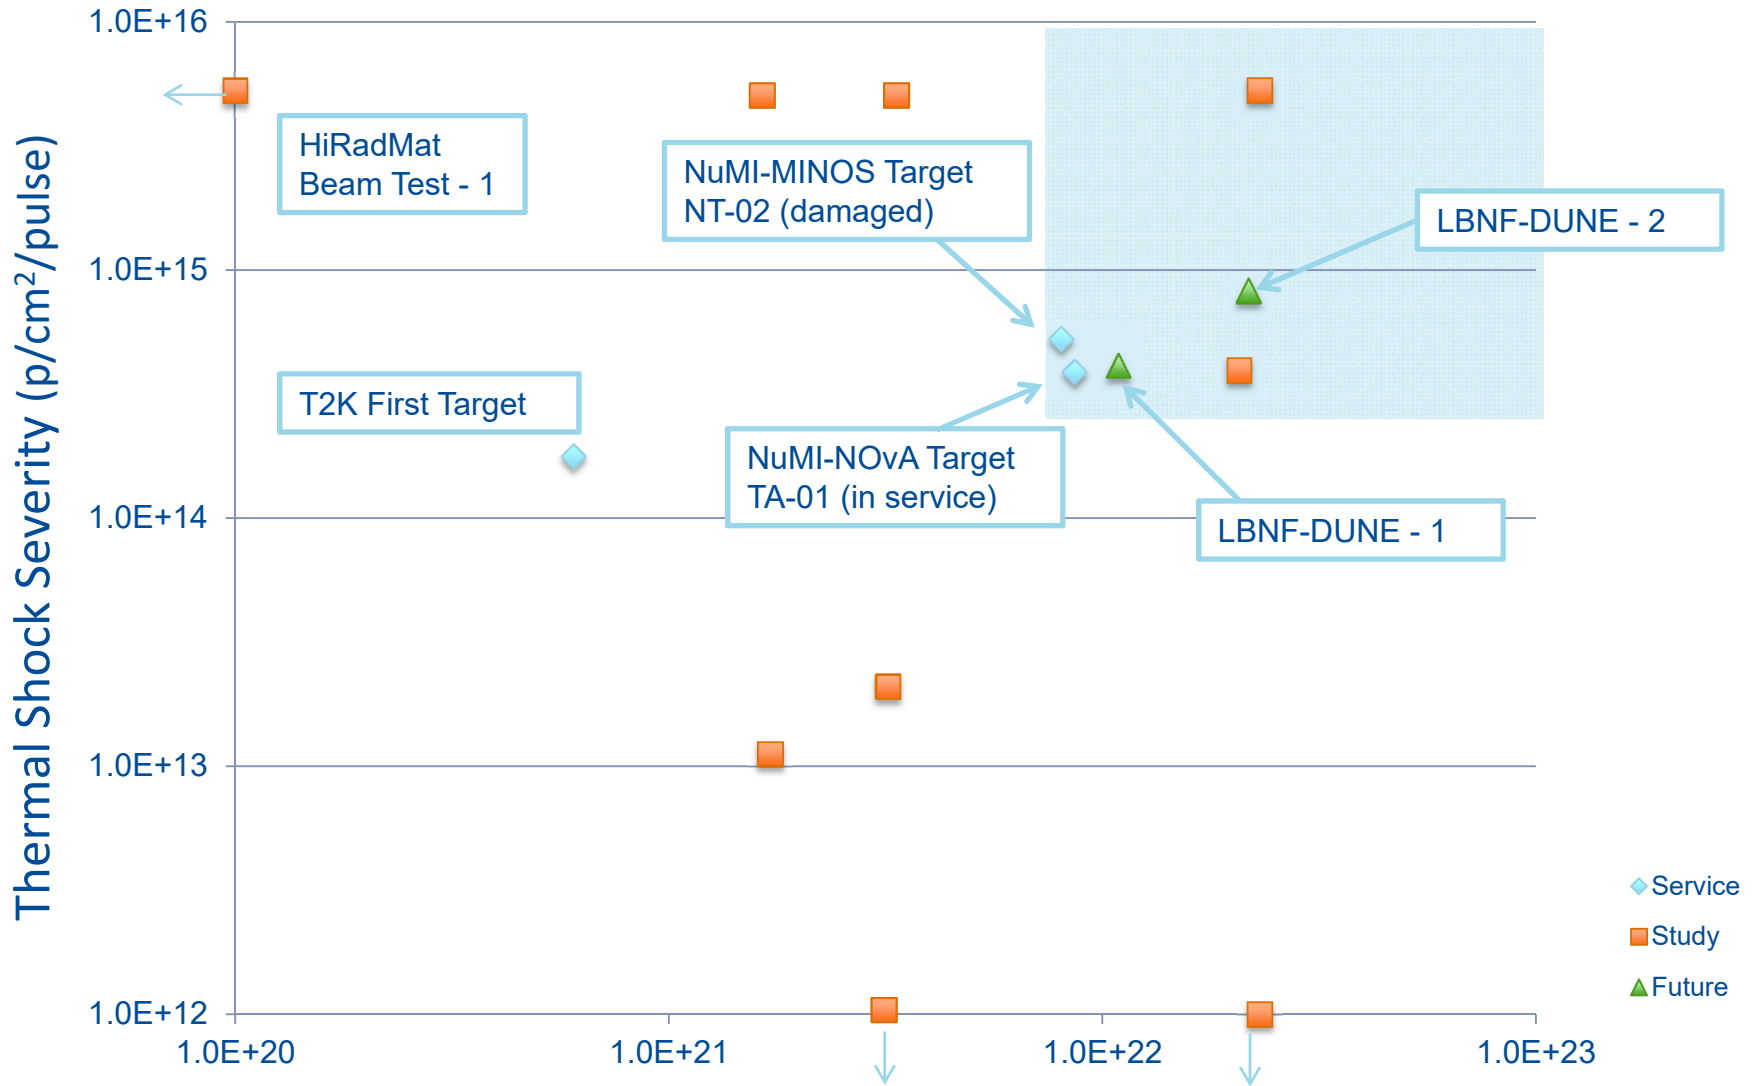 Thermal Shock Severity (p/cm²/pulse)
1.0E+16
1.0E+15
1.0E+14
1.0E+13
1.0E+12
HiRadMat
Beam Test - 1
NuMI-MINOS Target
NT-02 (damaged)
LBNF-DUNE - 2
T2K First Target
NuMI-NOvA Target
TA-01 (in service)
LBNF-DUNE - 1
Service
Study
Future
1.0E+20
1.0E+21
1.0E+22
1.0E+23